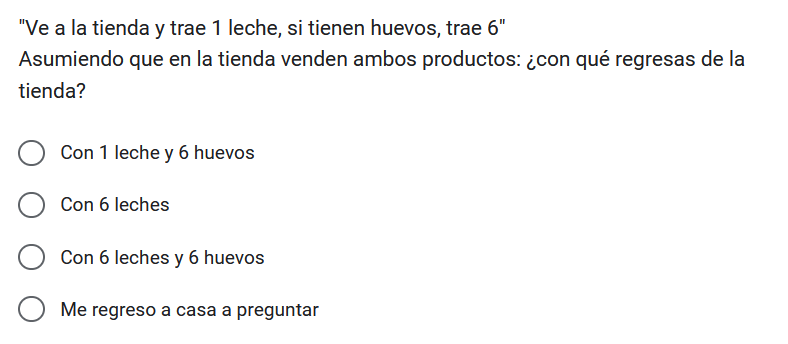 "Ve a la tienda y trae 1 leche, si tienen huevos, trae 6"
Asumiendo que en la tienda venden ambos productos: ¿con qué regresas de la
tienda?
Con 1 leche y 6 huevos
Con 6 leches
Con 6 leches y 6 huevos
Me regreso a casa a preguntar